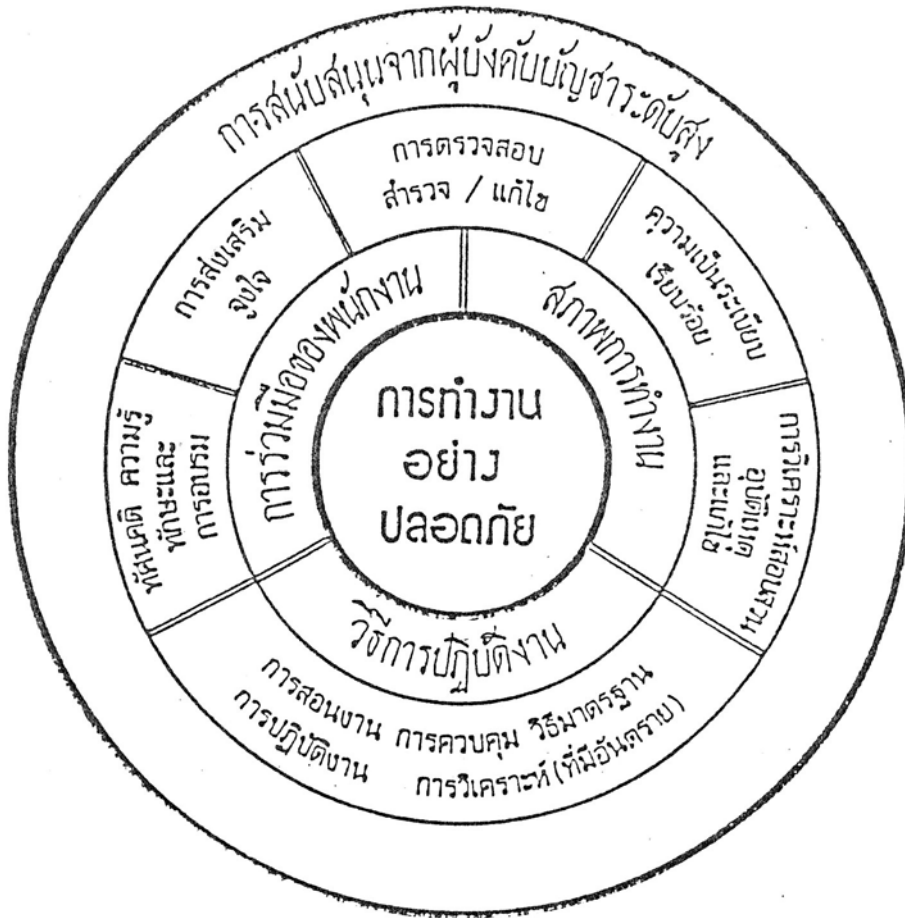 การสนับสนุนจากผู้บังคับบัญชาระดับสูง
การตรวจสอบ
สำรวจ / แก้ไข
ความเป็นระเบียบ
เรียบร้อย
การวิเคราะห์สอบสวน
อุบัติเหตุ
และแก้ไข
การสอนงาน การควบคุม วิธีมาตรฐาน
การปฏิบัติงาน การวิเคราะห์ (ที่มีอันตราย)
ทัศนคติ ความรู้
ทักษะและ
การอบรม
การส่งเสริม
จูงใจ
การร่วมมือของพนักงาน
สภาพการทำงาน
วิธีการปฏิบัติงาน
การทำงาน
อย่าง
ปลอดภัย